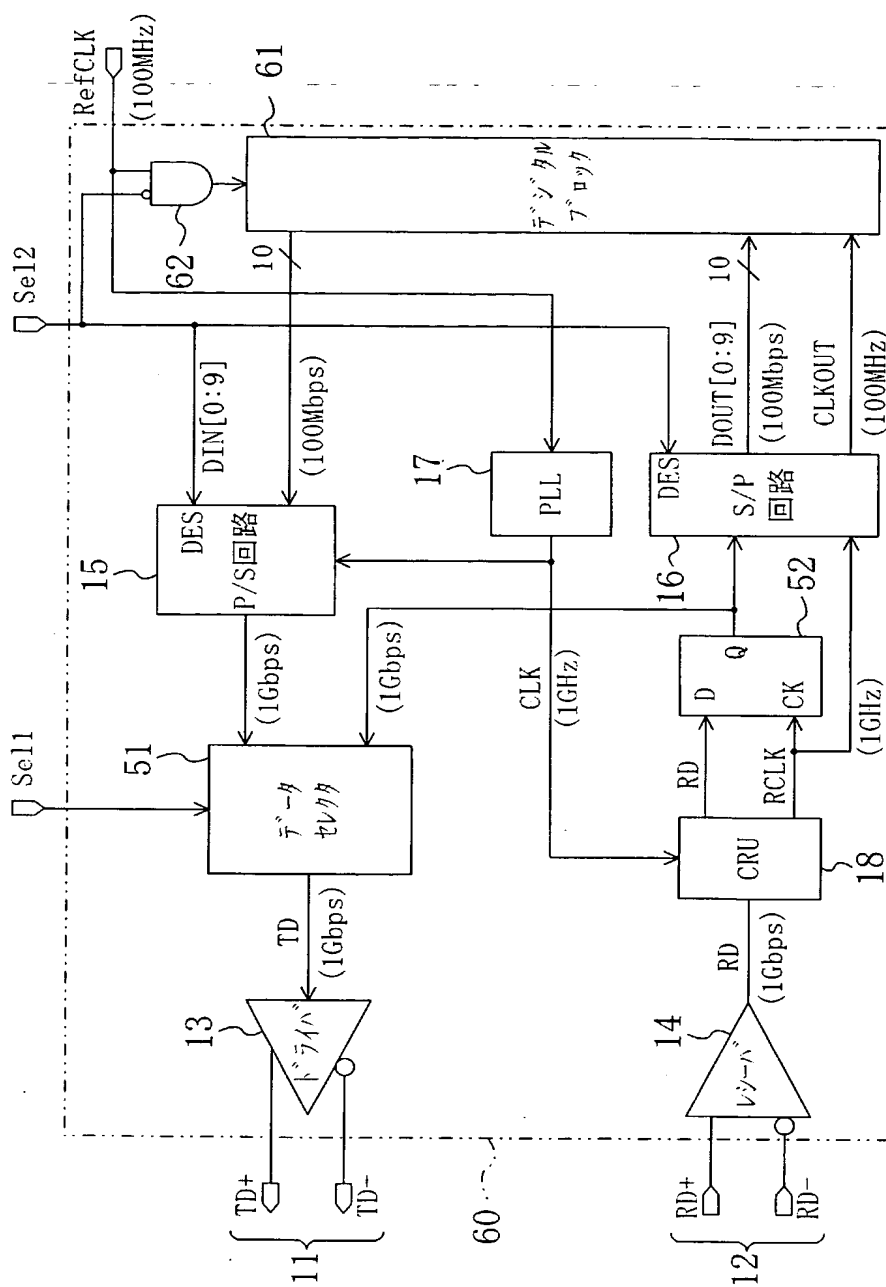 RefCLK
(100MHz)
Sel2
Sel1
62
61
デジタル
ブロック
10
DIN[0:9]
(100Mbps)
15
DES
P/S回路
(1Gbps)
(1Gbps)
51
データ
セレクタ
TD
(1Gbps)
13
ドライバ
TD+
TD-
11
17
PLL
CLK
(1GHz)
DES
S/P
回路
16
10
DOUT[0:9]
(100Mbps)
CLKOUT
(100MHz)
52
D
Q
CK
RD
RCLK
(1GHz)
CRU
18
RD
(1Gbps)
14
レシーバ
RD+
RD-
12
60